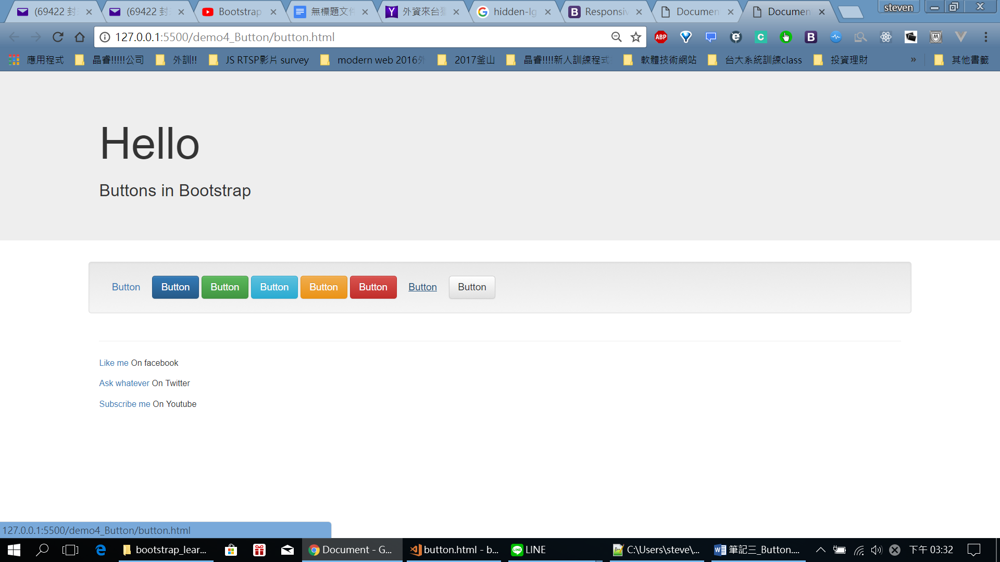 (69422 封
(69422 封
Bootstrap
無標題文件
外資來台獵
hidden-lg
Responsiv
Documen
Documen
steven
127.0.0.1:5500/demo4_Button/button.html
ABP
應用程式
晶睿!!!!!公司
外訓!!
JS RTSP影片 survey
modern web 2016外
2017釜山
晶睿!!!!新人訓練程式
軟體技術網站
台大系統訓練class
投資理財
»
其他書籤
Hello
Buttons in Bootstrap
Button Button Button Button Button Button Button Button
Like me On facebook
Ask whatever On Twitter
Subscribe me On Youtube
127.0.0.1:5500/demo4_Button/button.html
bootstrap_lear...
Document - G...
button.html - b...
LINE
C:\Users\steve\...
筆記三_Button....
下午 03:32